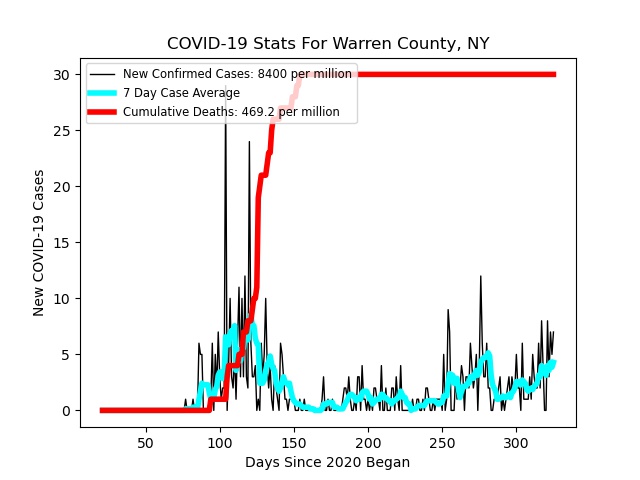 COVID-19 Stats For Warren County, NY
New Confirmed Cases: 8400 per million
7 Day Case Average
Cumulative Deaths: 469.2 per million
New COVID-19 Cases
30
25
20
15
10
5
0
50 100 150 200 250 300
Days Since 2020 Began